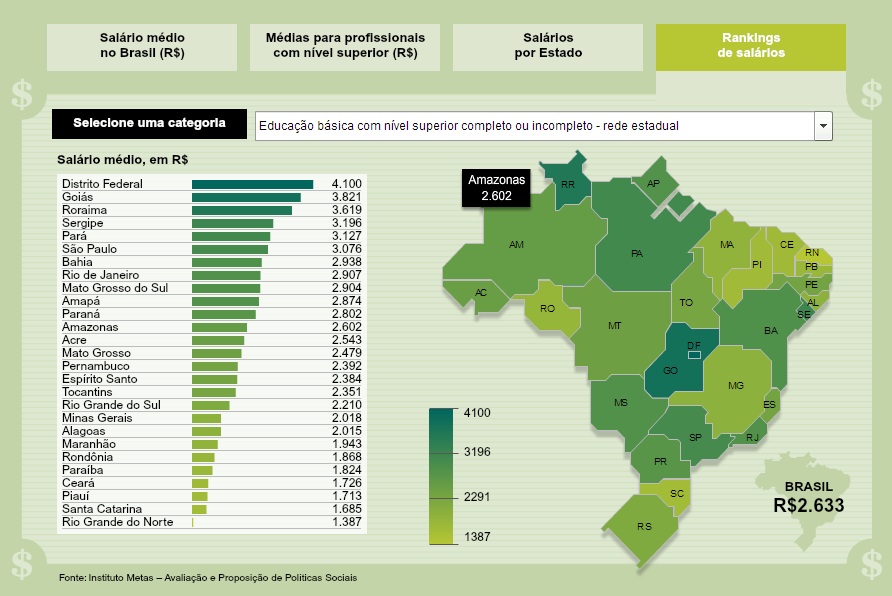 Salário médio
no Brasil (R$)
Médias para profissionais
com nível superior (R$)
Salários
por Estado
Rankings
de salários
$
$
Selecione uma categoria
Educação básica com nível superior completo ou incompleto - rede estadual
Salário médio, em R$
Distrito Federal 4.100
Goiás 3.821
Roraima 3.619
Sergipe 3.196
Pará 3.127
São Paulo 3.076
Bahia 2.938
Rio de Janeiro 2.907
Mato Grosso do Sul 2.904
Amapá 2.874
Paraná 2.802
Amazonas 2.602
Acre 2.543
Mato Grosso 2.479
Pernambuco 2.392
Espírito Santo 2.384
Tocantins 2.351
Rio Grande do Sul 2.210
Minas Gerais 2.018
Alagoas 2.015
Maranhão 1.943
Rondônia 1.868
Paraíba 1.824
Ceará 1.726
Piauí 1.713
Santa Catarina 1.685
Rio Grande do Norte 1.387
Amazonas
2.602
RR
AP
AM
PA
MA
CE
RN
PI
PB
PE
AC
AL
RO
TO
SE
MT
BA
DF
GO
MG
MS
ES
SP
RJ
PR
SC
RS
4100
3196
2291
1387
BRASIL
R$2.633
$
$
Fonte: Instituto Metas – Avaliação e Proposição de Politicas Sociais